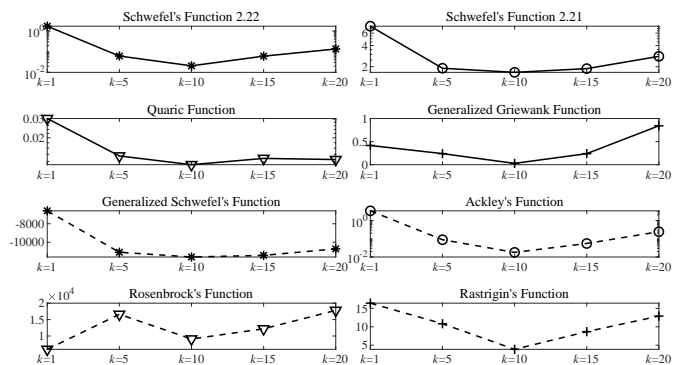 Schwefel's Function 2.22
10^0
10^-2
k=1 k=5 k=10 k=15 k=20
Schwefel's Function 2.21
6
4
2
k=1 k=5 k=10 k=15 k=20
Quaric Function
0.03
0.02
k=1 k=5 k=10 k=15 k=20
Generalized Griewank Function
1
0.5
0
k=1 k=5 k=10 k=15 k=20
Generalized Schwefel's Function
-8000
-10000
k=1 k=5 k=10 k=15 k=20
Ackley's Function
10^0
10^-2
k=1 k=5 k=10 k=15 k=20
Rosenbrock's Function
×10^4
2
1
k=1 k=5 k=10 k=15 k=20
Rastrigin's Function
15
10
5
k=1 k=5 k=10 k=15 k=20